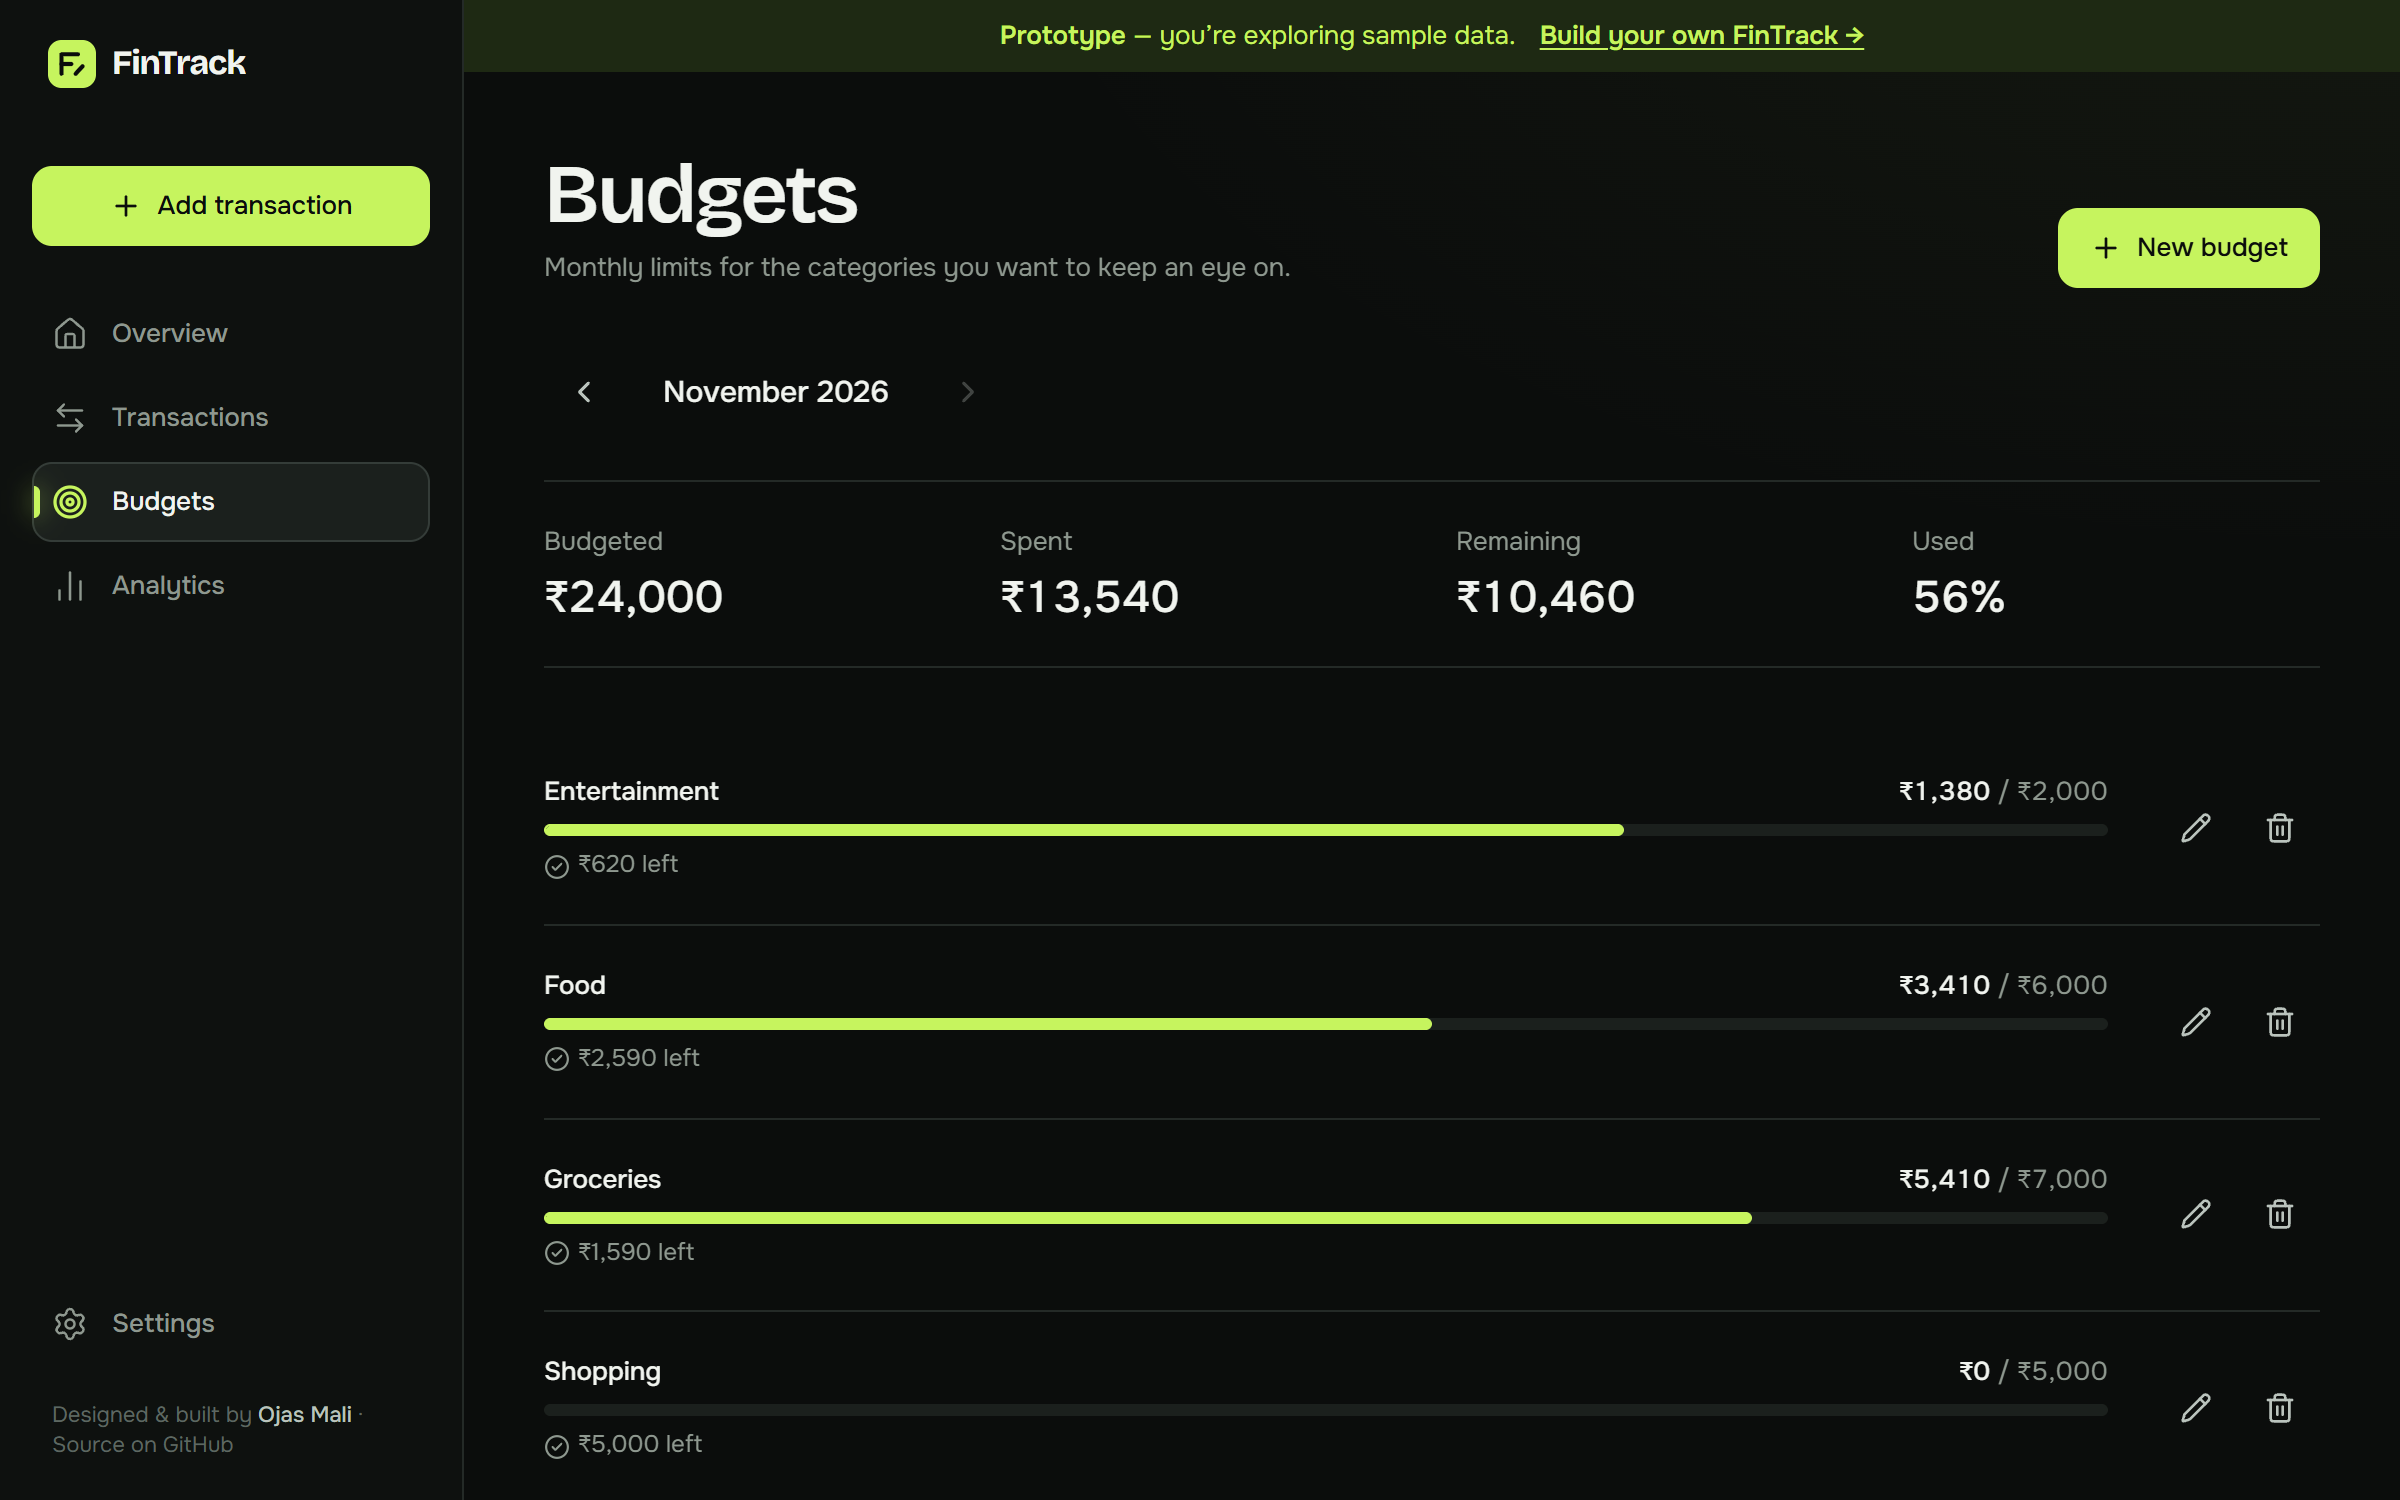 FinTrack
Add transaction
Overview
Transactions
Budgets
Analytics
Settings
Designed & built by Ojas Mali ·
Source on GitHub
Prototype — you’re exploring sample data. Build your own FinTrack →
Budgets
Monthly limits for the categories you want to keep an eye on.
New budget
November 2026
Budgeted
₹24,000
Spent
₹13,540
Remaining
₹10,460
Used
56%
Entertainment
₹1,380 / ₹2,000
₹620 left
Food
₹3,410 / ₹6,000
₹2,590 left
Groceries
₹5,410 / ₹7,000
₹1,590 left
Shopping
₹0 / ₹5,000
₹5,000 left